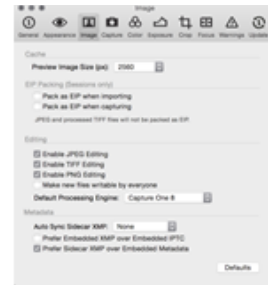 Image
General Appearance Image Capture Color Exposure Crop Focus Warnings Update
Cache
Preview Image Size (px): 2560
EIP Packing (Sessions only)
Pack as EIP when importing
Pack as EIP when capturing
JPEG and processed TIFF files will not be packed as EIP.
Editing
Enable JPEG Editing
Enable TIFF Editing
Enable PNG Editing
Make new files writable by everyone
Default Processing Engine: Capture One 8
Metadata
Auto Sync Sidecar XMP: None
Prefer Embedded XMP over Embedded IPTC
Prefer Sidecar XMP over Embedded Metadata
Defaults